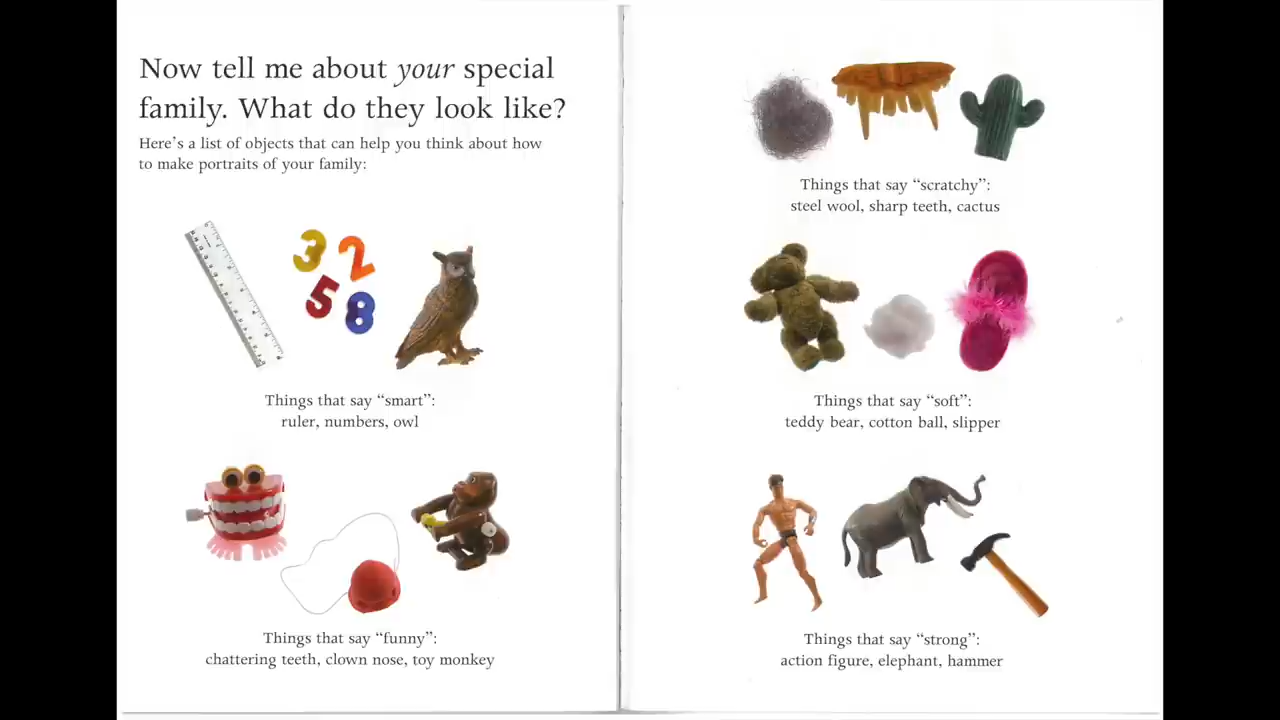 Now tell me about your special
family. What do they look like?
Here's a list of objects that can help you think about how
to make portraits of your family:
3 2
5 8
Things that say “smart”:
ruler, numbers, owl
Things that say “funny”:
chattering teeth, clown nose, toy monkey
Things that say “scratchy”:
steel wool, sharp teeth, cactus
Things that say “soft”:
teddy bear, cotton ball, slipper
Things that say “strong”:
action figure, elephant, hammer